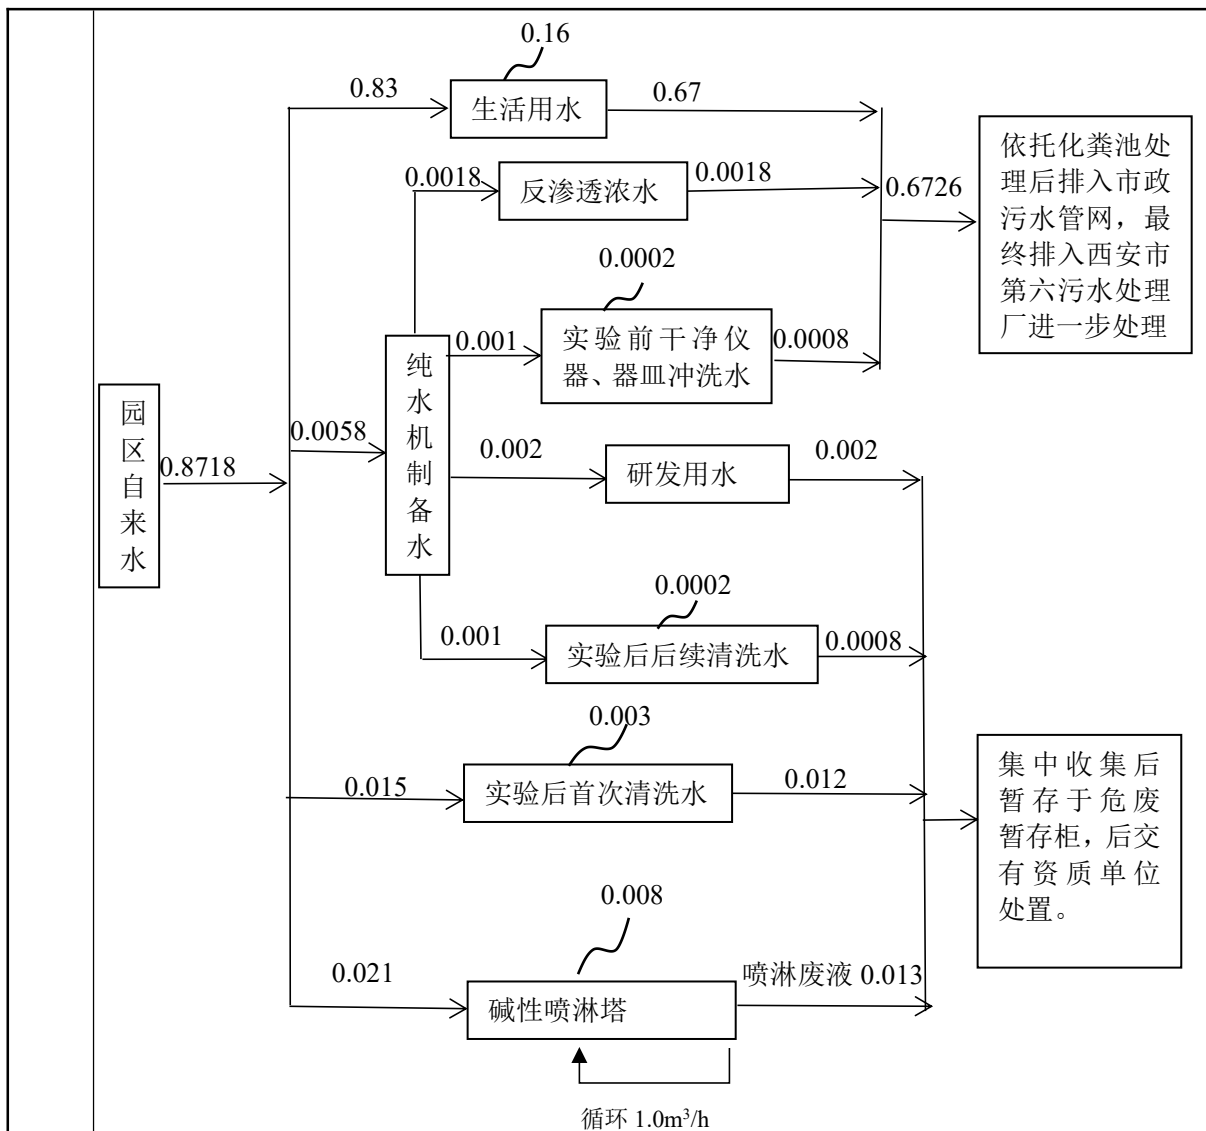 0.16
0.83
生活用水
0.67
0.0018
反渗透浓水
0.0018
0.6726
依托化粪池处
理后排入市政
污水管网，最
终排入西安市
第六污水处理
厂进一步处理
0.0002
0.001
实验前干净仪
器、器皿冲洗水
0.0008
园
区
自
来
水
0.8718
0.0058
纯
水
机
制
备
水
0.002
研发用水
0.002
0.0002
0.001
实验后后续清洗水
0.0008
0.003
0.015
实验后首次清洗水
0.012
集中收集后
暂存于危废
暂存柜，后交
有资质单位
处置。
0.008
0.021
碱性喷淋塔
喷淋废液 0.013
循环 1.0m³/h